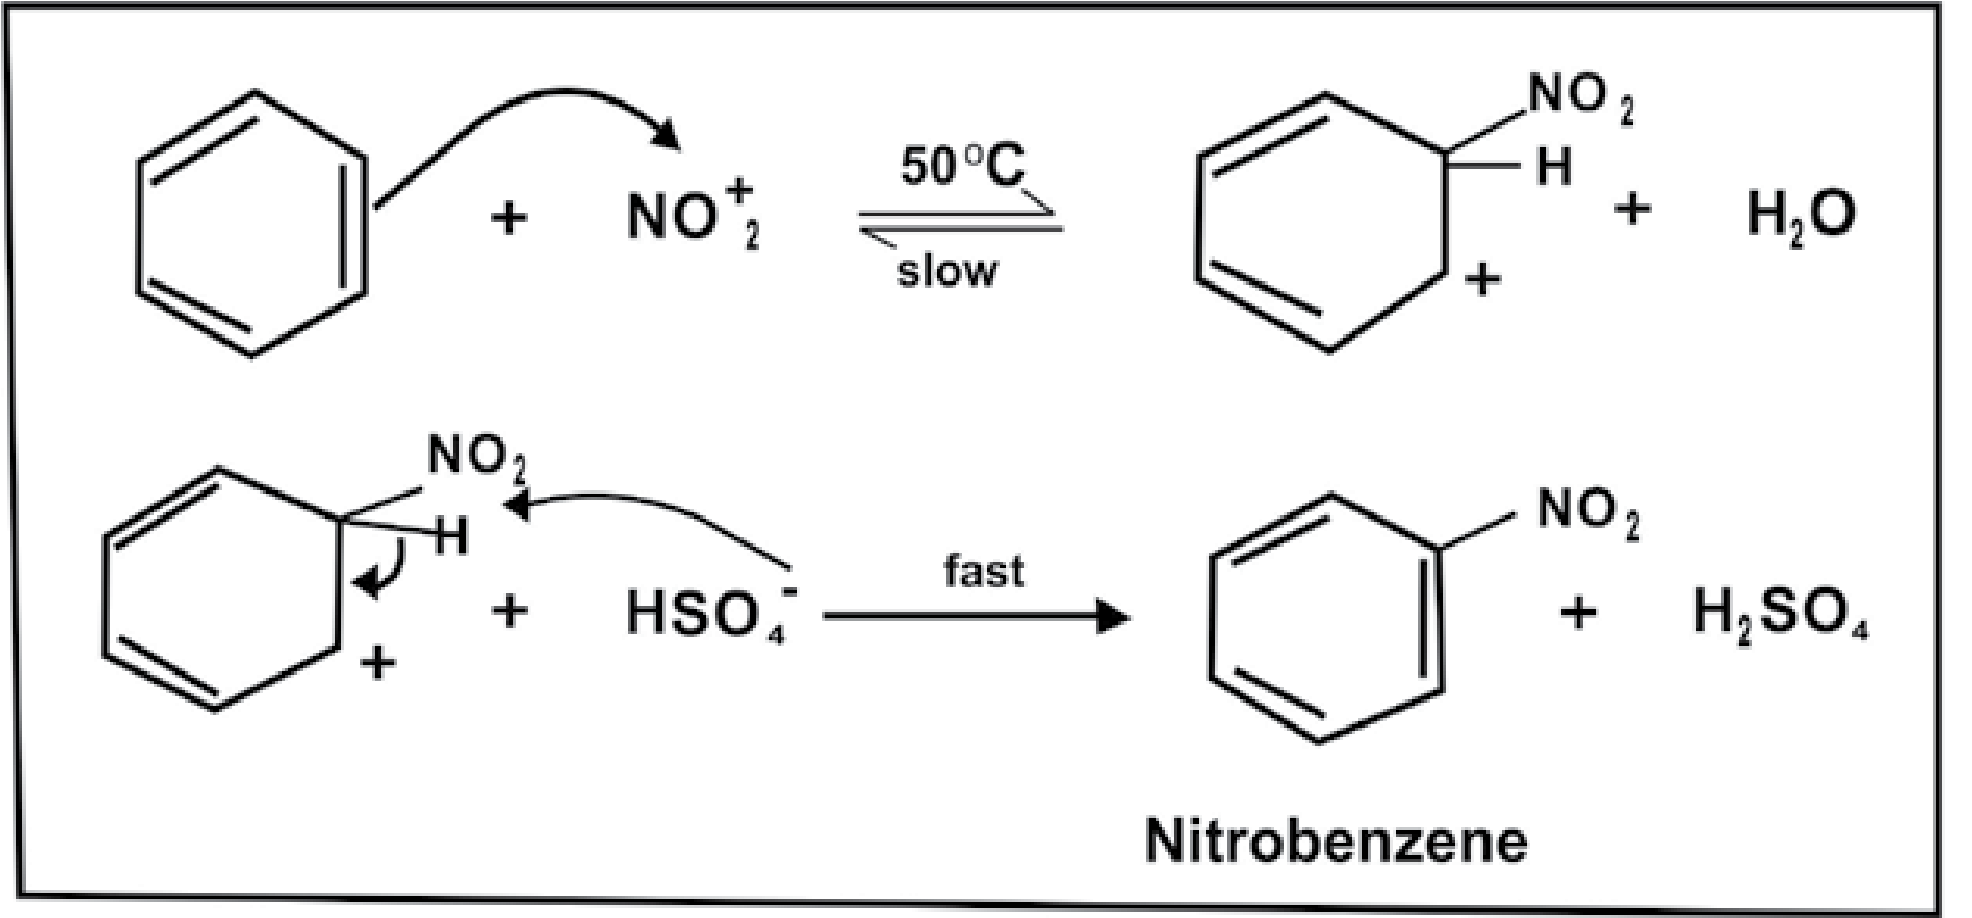 50°C
NO₂
H
+ NO₂⁺ + H₂O
slow +
NO₂
H NO₂
fast
+ HSO₄⁻ + H₂SO₄
+
Nitrobenzene